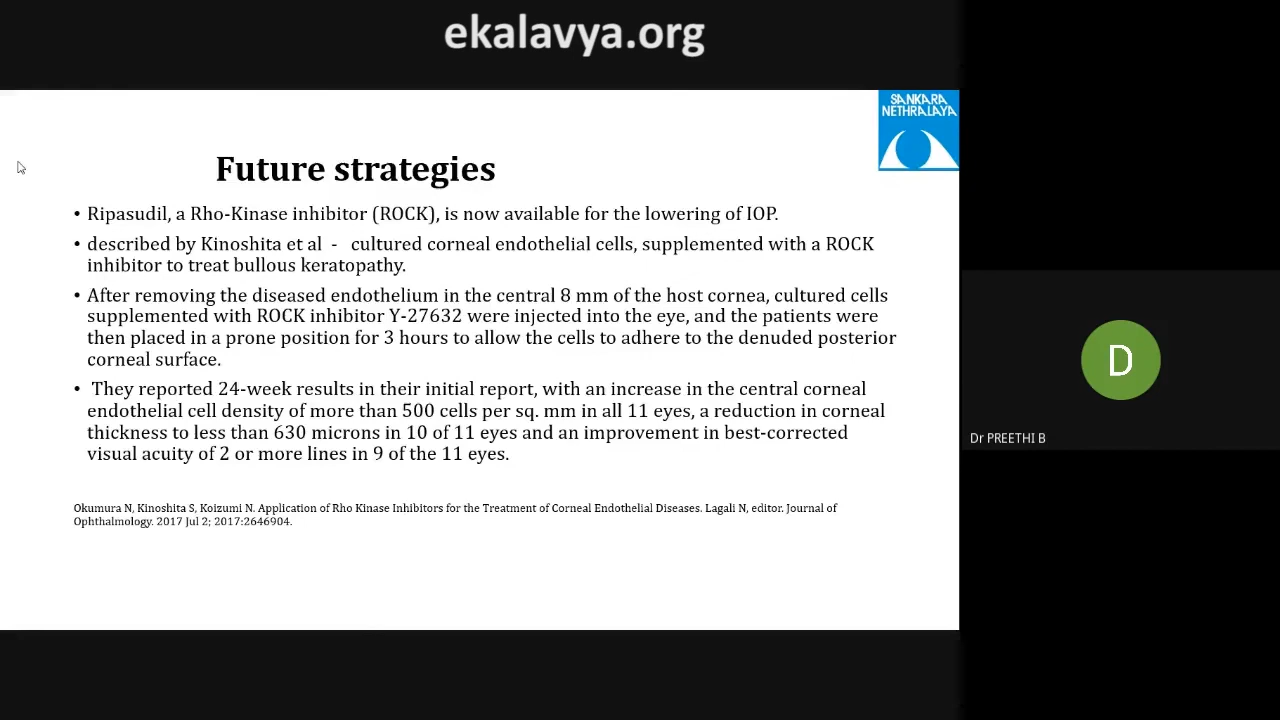 ekalavya.org
SANKARA
NETHRALAYA
Future strategies
• Ripasudil, a Rho-Kinase inhibitor (ROCK), is now available for the lowering of IOP.
• described by Kinoshita et al - cultured corneal endothelial cells, supplemented with a ROCK
inhibitor to treat bullous keratopathy.
• After removing the diseased endothelium in the central 8 mm of the host cornea, cultured cells
supplemented with ROCK inhibitor Y-27632 were injected into the eye, and the patients were
then placed in a prone position for 3 hours to allow the cells to adhere to the denuded posterior
corneal surface.
• They reported 24-week results in their initial report, with an increase in the central corneal
endothelial cell density of more than 500 cells per sq. mm in all 11 eyes, a reduction in corneal
thickness to less than 630 microns in 10 of 11 eyes and an improvement in best-corrected
visual acuity of 2 or more lines in 9 of the 11 eyes.
Okumura N, Kinoshita S, Koizumi N. Application of Rho Kinase Inhibitors for the Treatment of Corneal Endothelial Diseases. Lagali N, editor. Journal of
Ophthalmology. 2017 Jul 2; 2017:2646904.
D
Dr PREETHI B